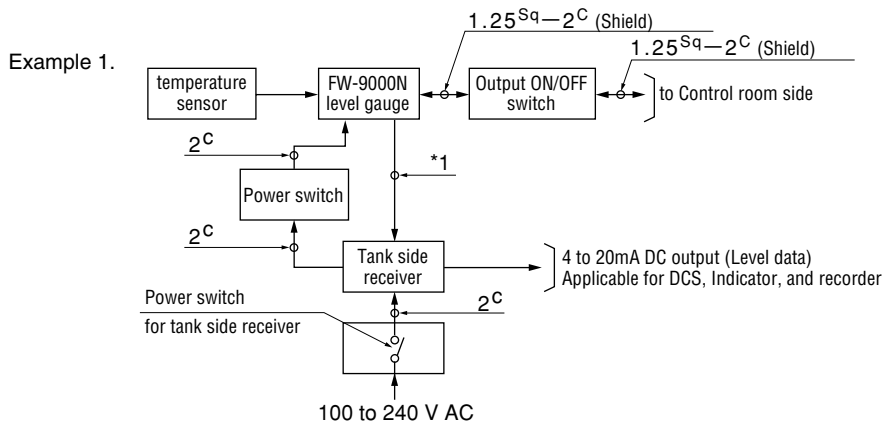 Example 1.
1.25Sq—2C (Shield)
1.25Sq—2C (Shield)
temperature
sensor
FW-9000N
level gauge
Output ON/OFF
switch
to Control room side
2C
*1
Power switch
2C
Tank side
receiver
4 to 20mA DC output (Level data)
Applicable for DCS, Indicator, and recorder
Power switch
for tank side receiver
2C
100 to 240 V AC